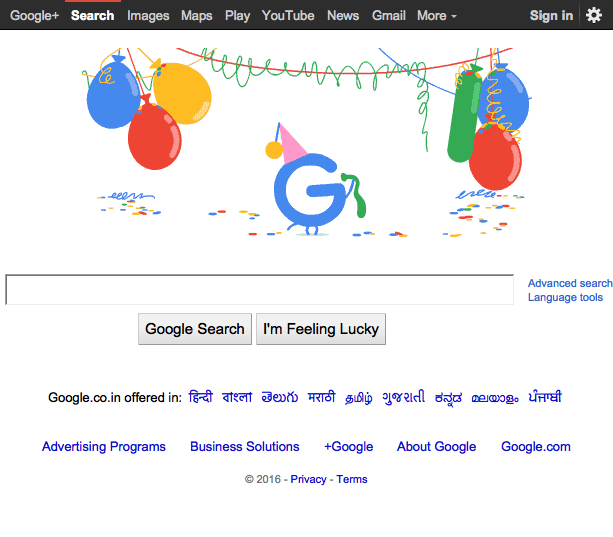 Google+ Search Images Maps Play YouTube News Gmail More Sign in
G
Advanced search
Language tools
Google Search I'm Feeling Lucky
Google.co.in offered in: हिन्दी বাংলা తెలుగు मराठी தமிழ் ગુજરાતી ಕನ್ನಡ മലയാളം ਪੰਜਾਬੀ
Advertising Programs Business Solutions +Google About Google Google.com
© 2016 - Privacy - Terms